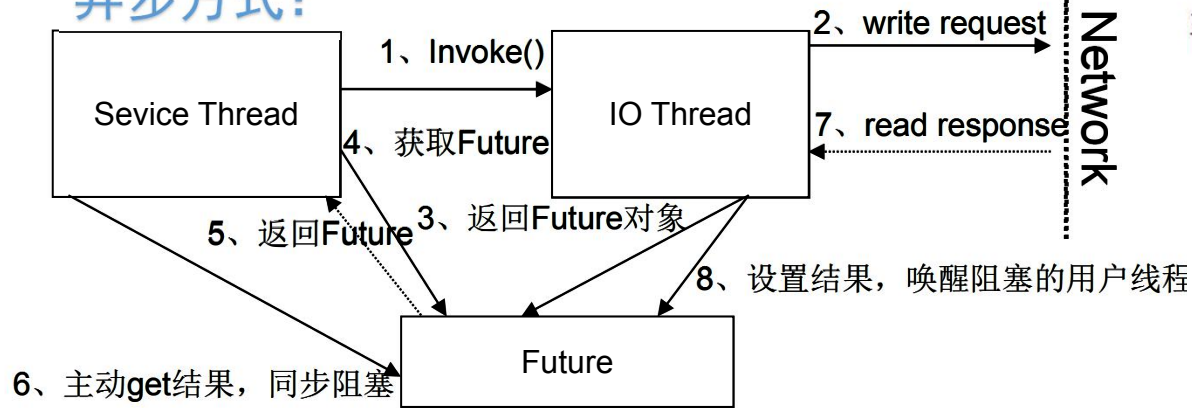 异步方式：
2、write request
1、Invoke()
Sevice Thread
IO Thread
Network
7、read response
4、获取Future
3、返回Future对象
5、返回Future
8、设置结果，唤醒阻塞的用户线程
Future
6、主动get结果，同步阻塞